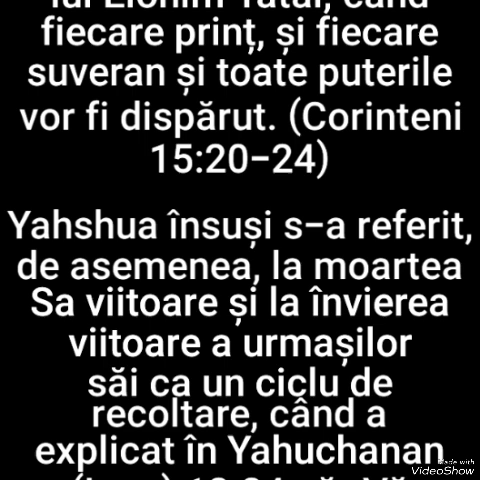 lui Elohim Tatăl, când
fiecare prinț, și fiecare
suveran și toate puterile
vor fi dispărut. (Corinteni
15:20-24)
Yahshua însuși s-a referit,
de asemenea, la moartea
Sa viitoare și la învierea
viitoare a urmașilor
săi ca un ciclu de
recoltare, când a
explicat în Yahuchanan
Made with
VideoShow